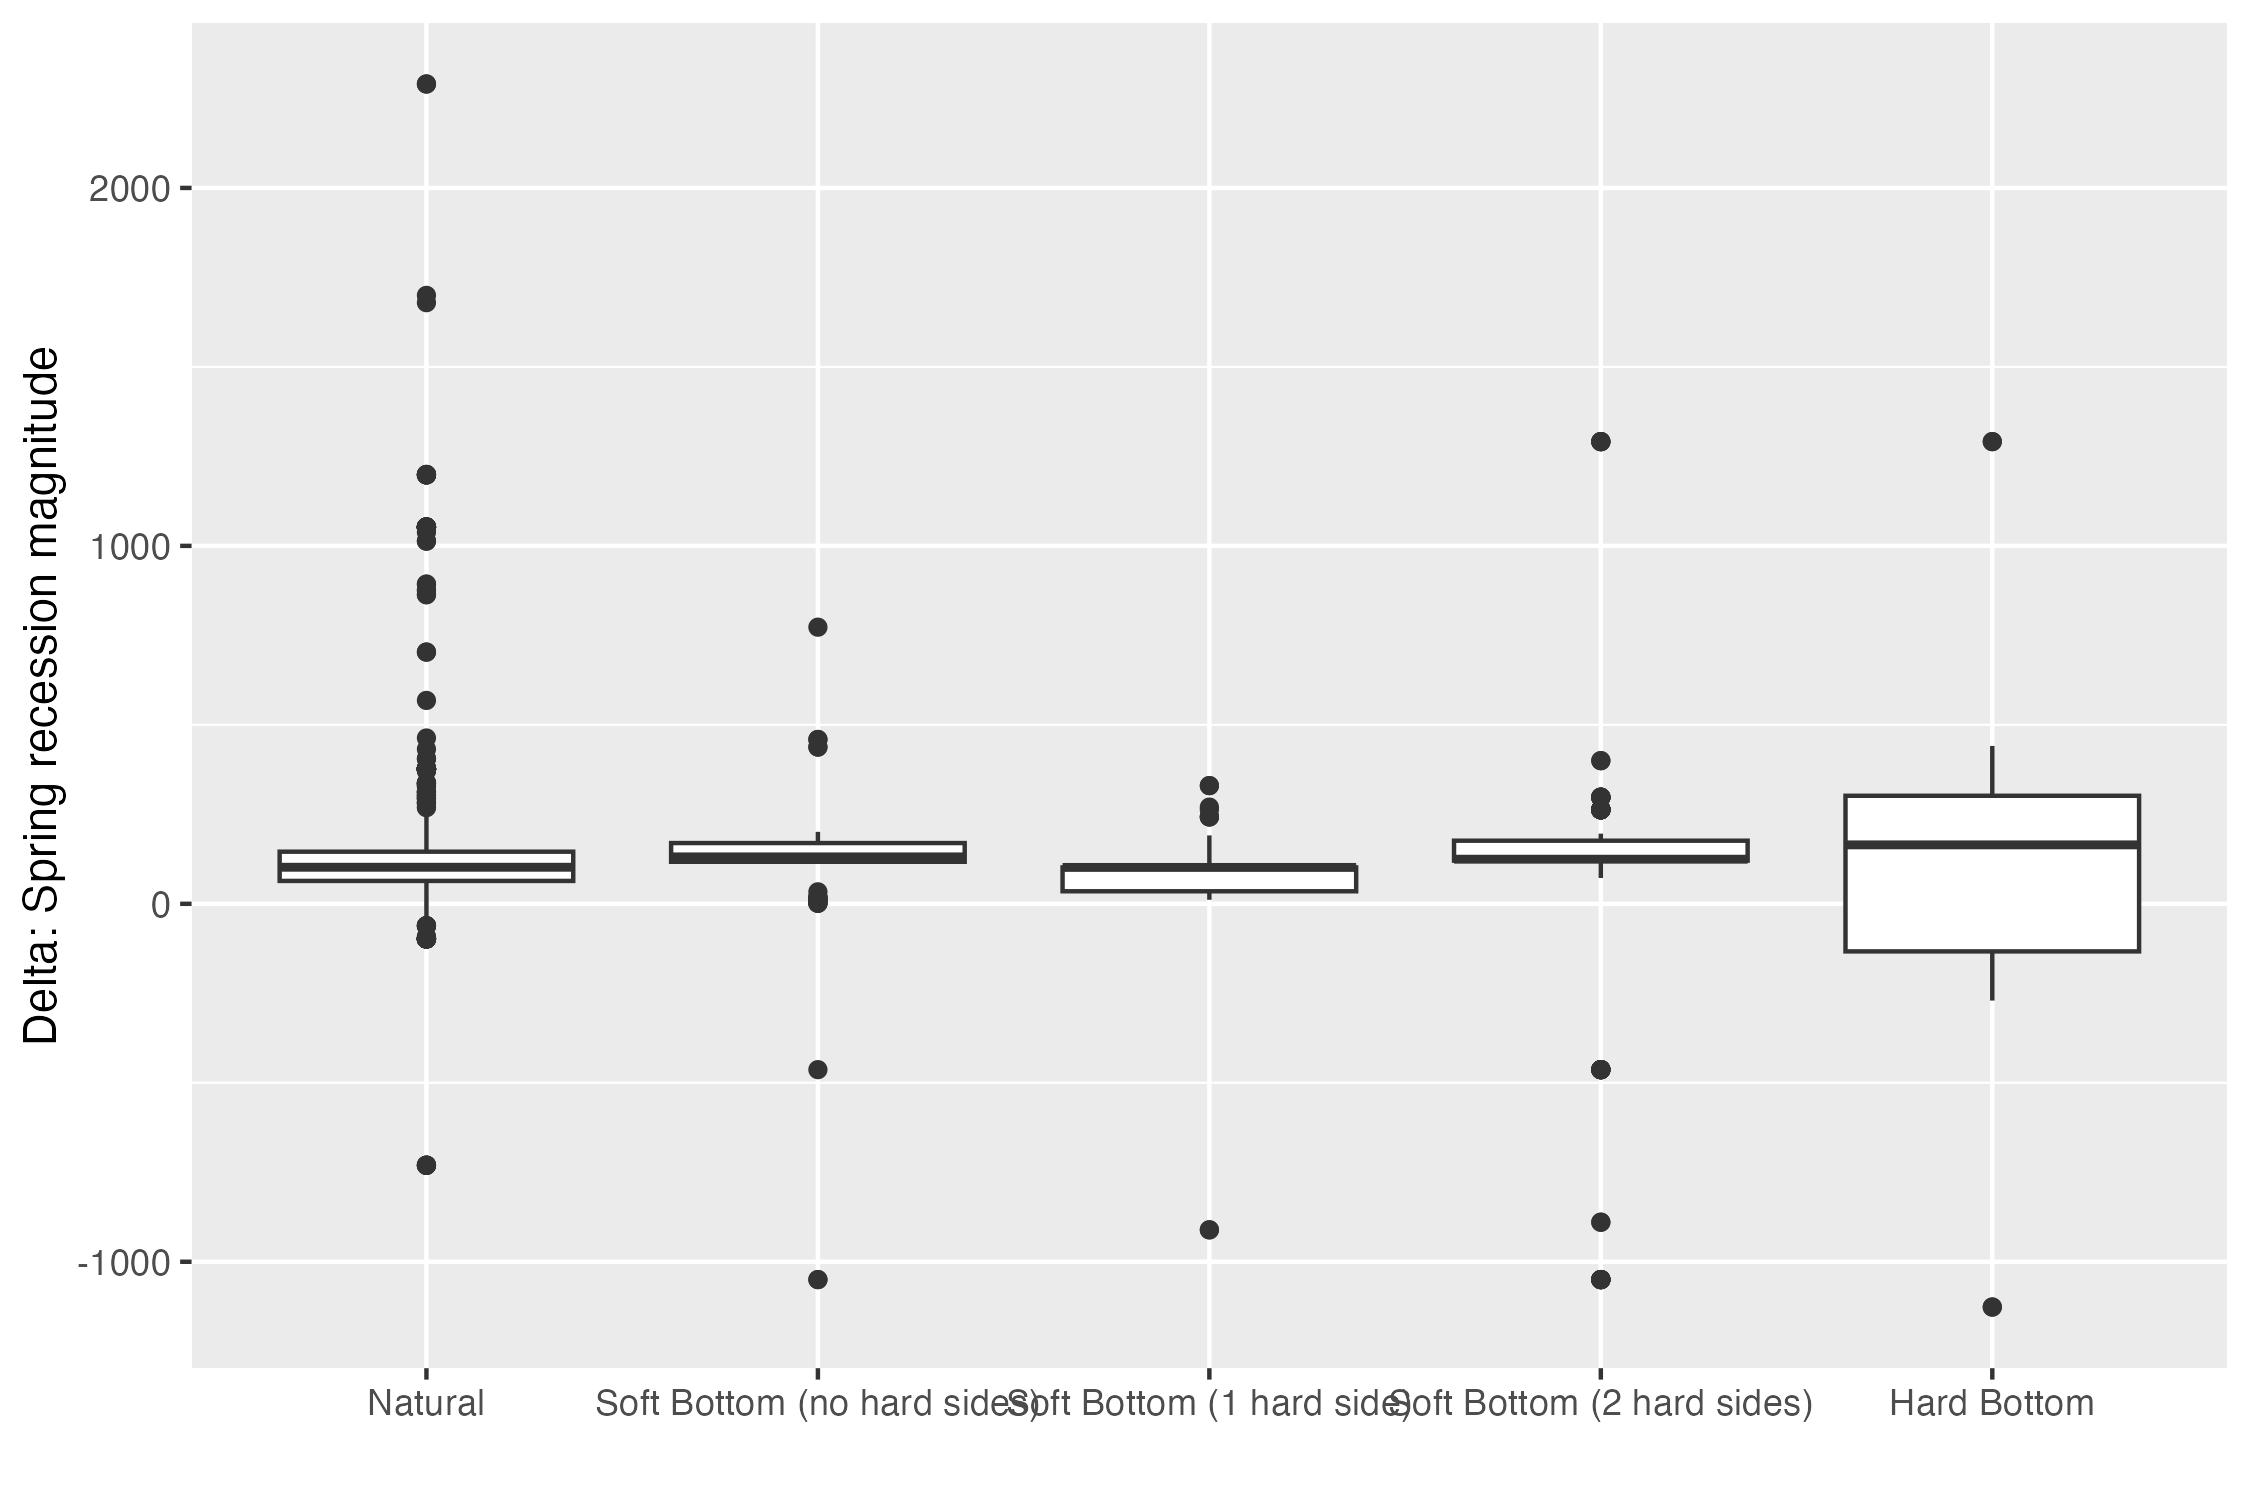 Delta: Spring recession magnitude
2000
1000
0
-1000
Natural
Soft Bottom (no hard sides)
Soft Bottom (1 hard side)
Soft Bottom (2 hard sides)
Hard Bottom